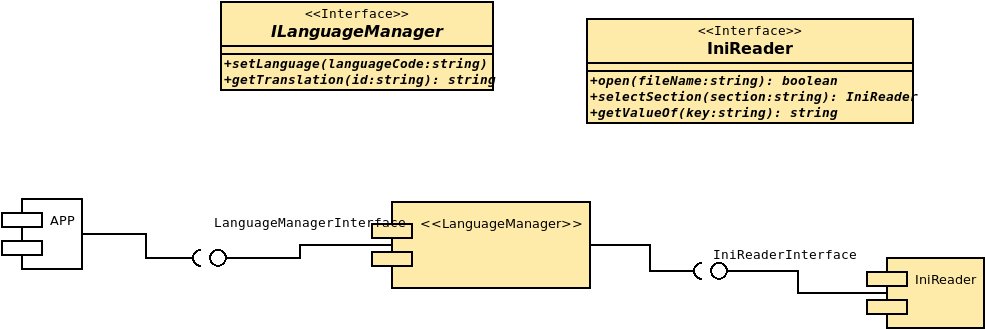 <<Interface>>
ILanguageManager
+setLanguage(languageCode:string)
+getTranslation(id:string): string
<<Interface>>
IniReader
+open(fileName:string): boolean
+selectSection(section:string): IniReader
+getValueOf(key:string): string
APP
LanguageManagerInterface
<<LanguageManager>>
IniReaderInterface
IniReader